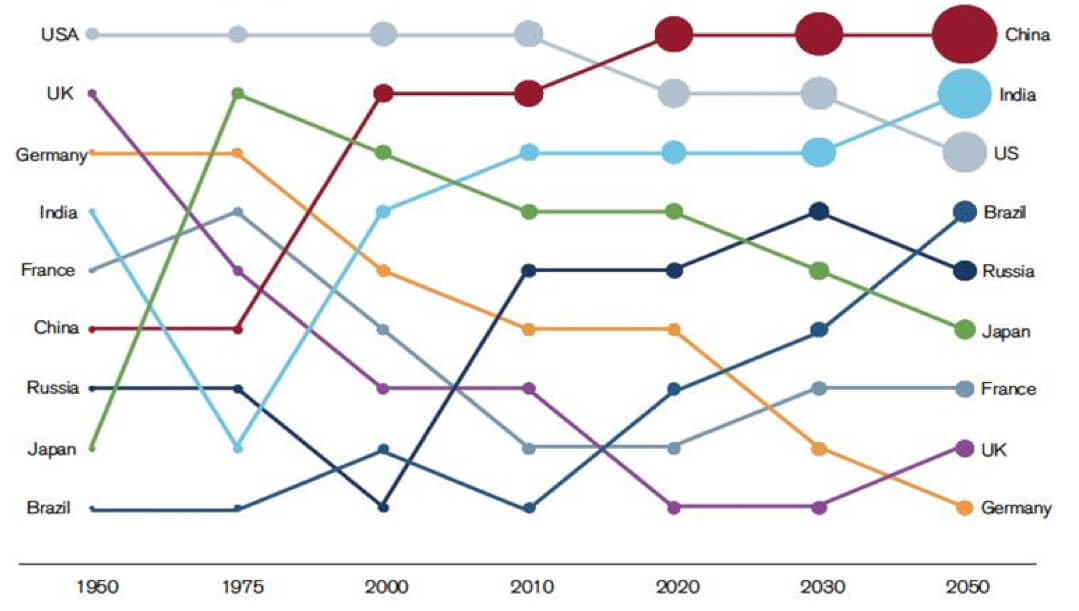 USA
China
UK
India
Germany
US
India
Brazil
France
Russia
China
Japan
Russia
France
Japan
UK
Brazil
Germany
1950 1975 2000 2010 2020 2030 2050